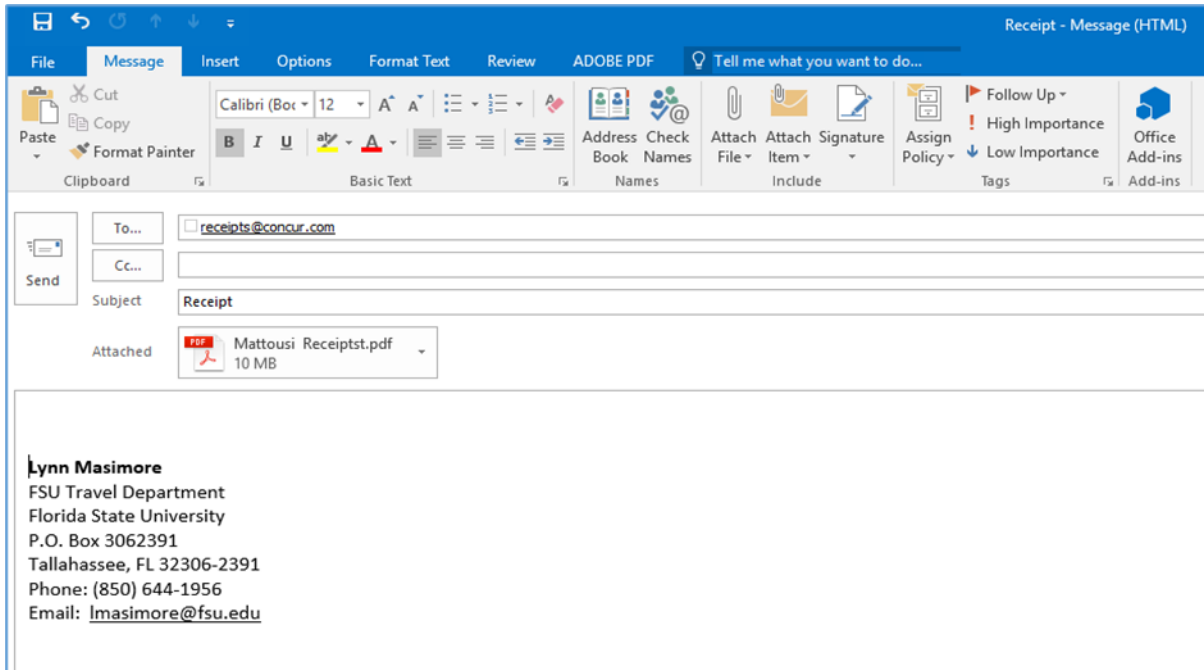 Receipt - Message (HTML)
File Message Insert Options Format Text Review ADOBE PDF Tell me what you want to do...
Cut
Copy
Format Painter
Paste
Clipboard
Calibri (Boc 12 A A
B I U aby A
Basic Text
Address Book
Check Names
Names
Attach File
Attach Item
Signature
Include
Assign Policy
Follow Up
High Importance
Low Importance
Tags
Office Add-ins
Add-ins
Send
To... receipts@concur.com
Cc...
Subject Receipt
Attached PDF Mattousi Receiptst.pdf
10 MB
Lynn Masimore
FSU Travel Department
Florida State University
P.O. Box 3062391
Tallahassee, FL 32306-2391
Phone: (850) 644-1956
Email: lmasimore@fsu.edu